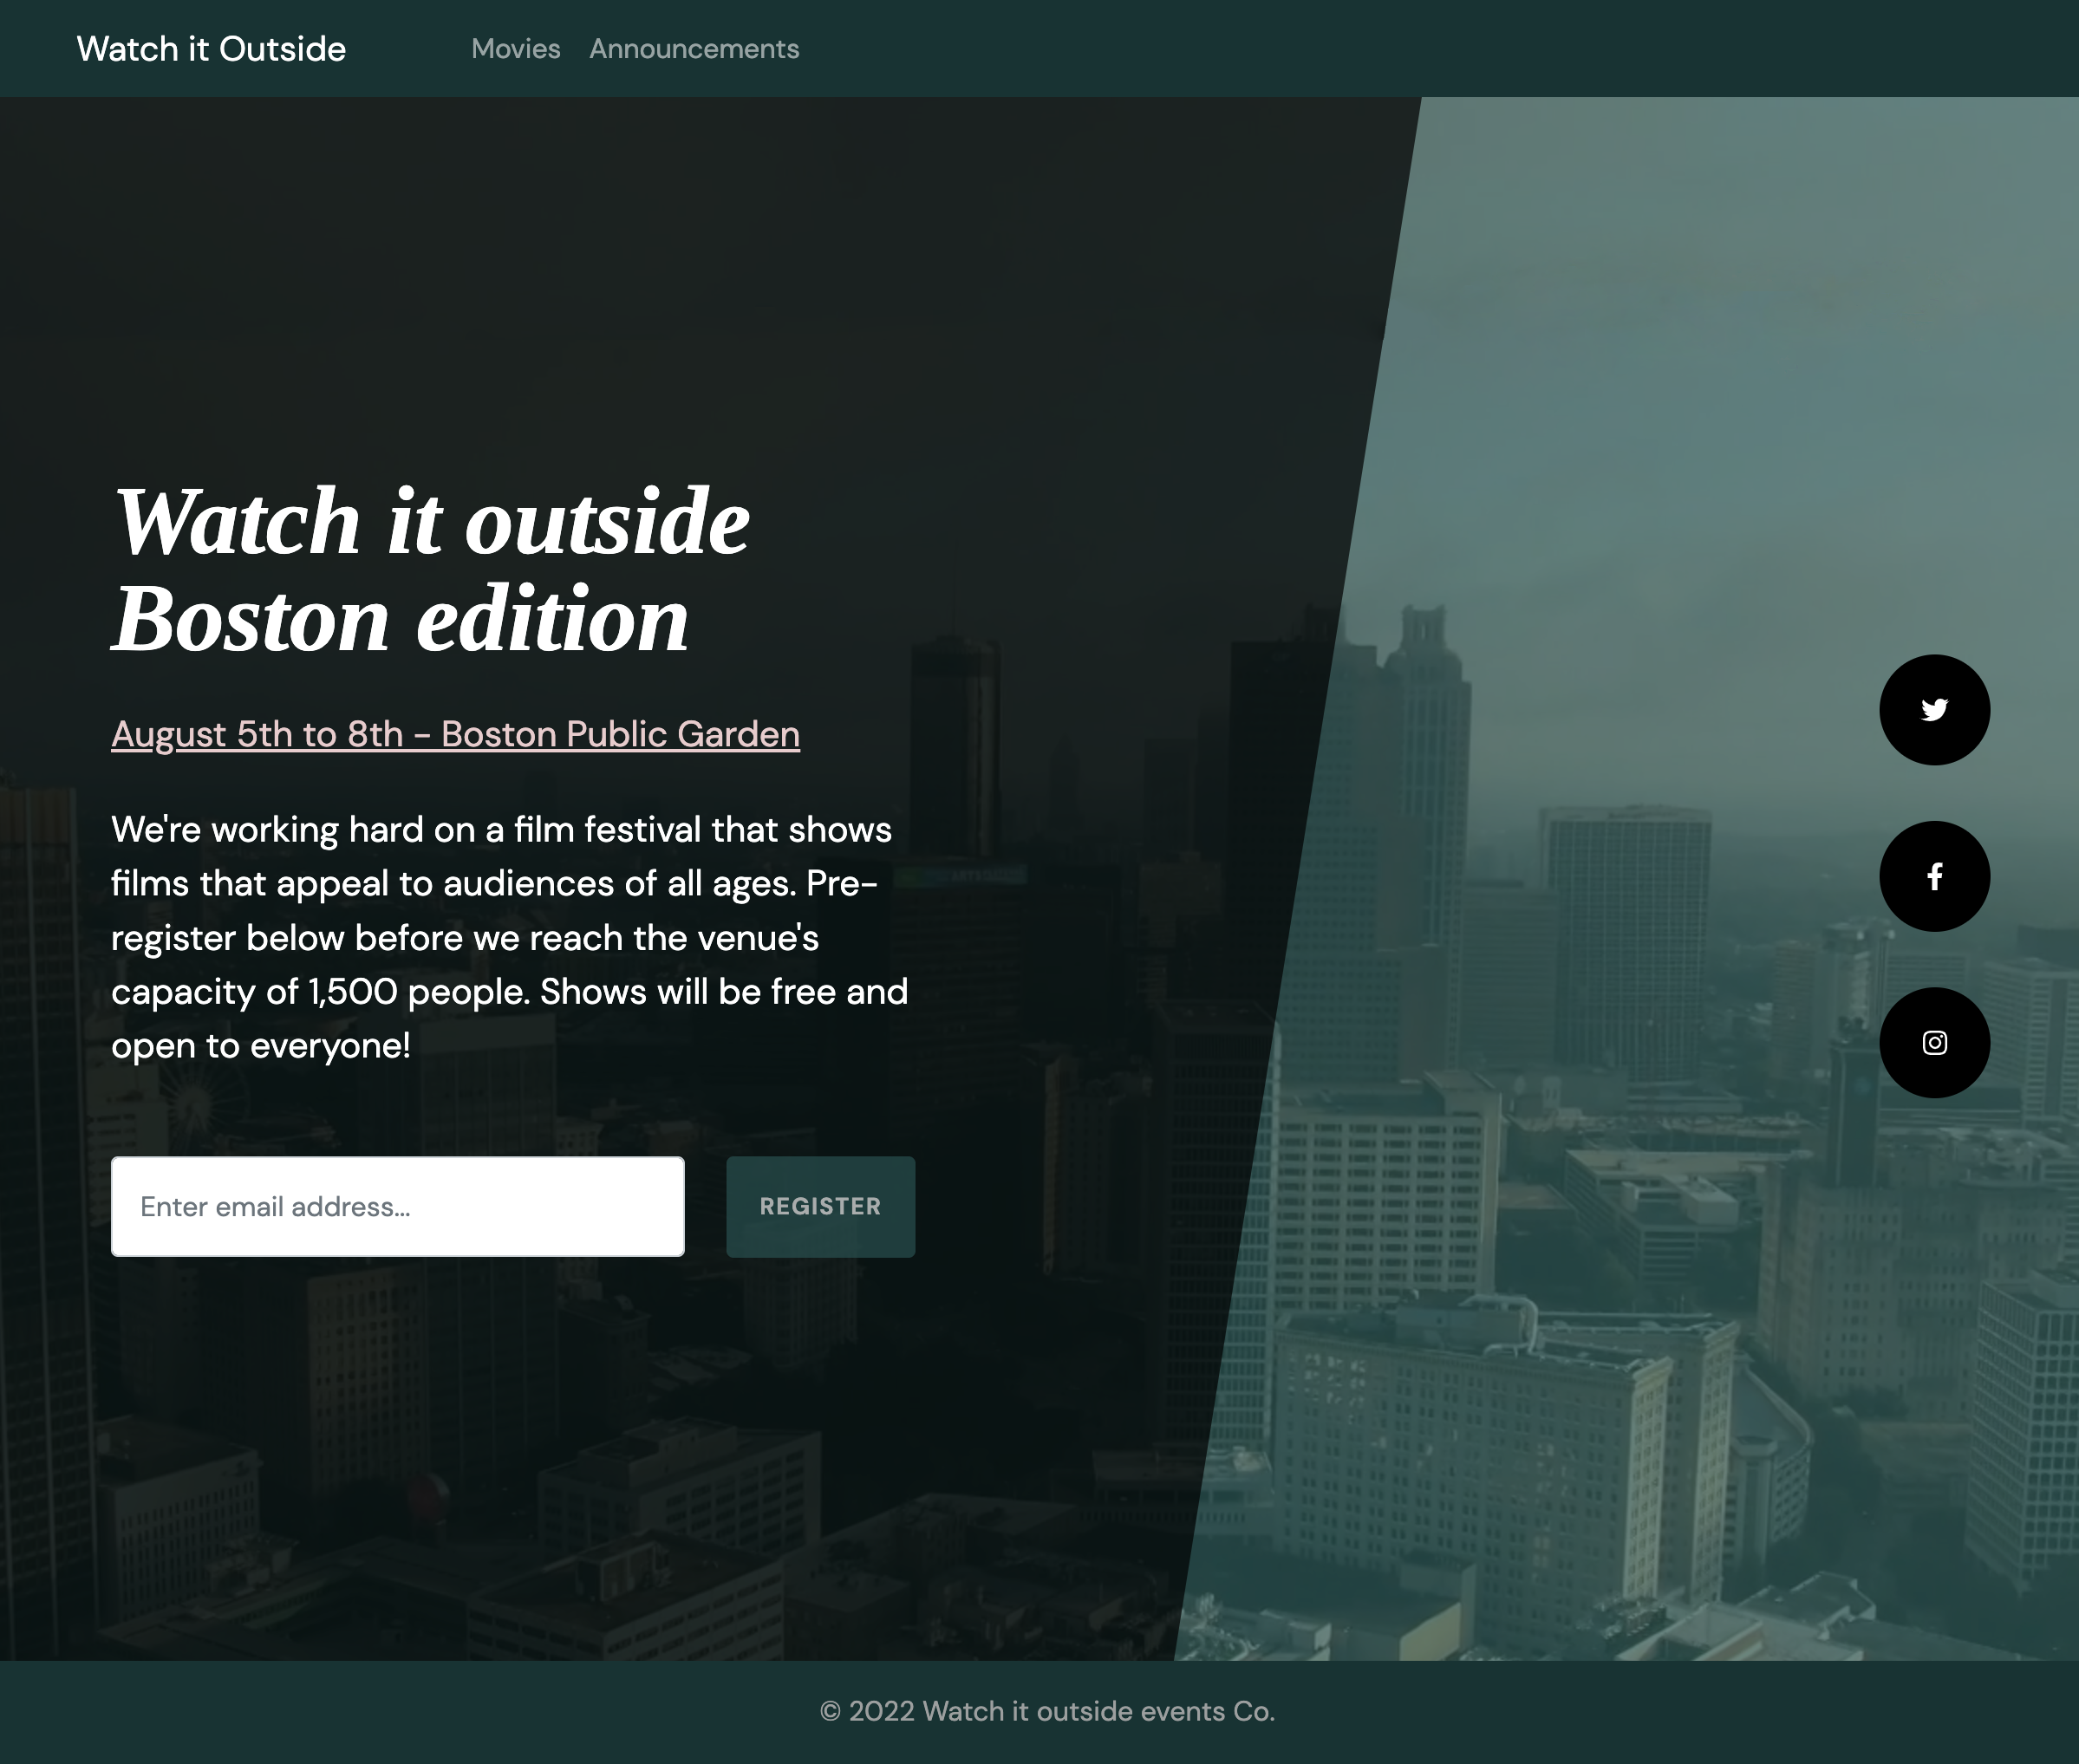 Watch it Outside
Movies
Announcements
Watch it outside
Boston edition
August 5th to 8th - Boston Public Garden
We're working hard on a film festival that shows
films that appeal to audiences of all ages. Pre-
register below before we reach the venue's
capacity of 1,500 people. Shows will be free and
open to everyone!
Enter email address...
REGISTER
© 2022 Watch it outside events Co.